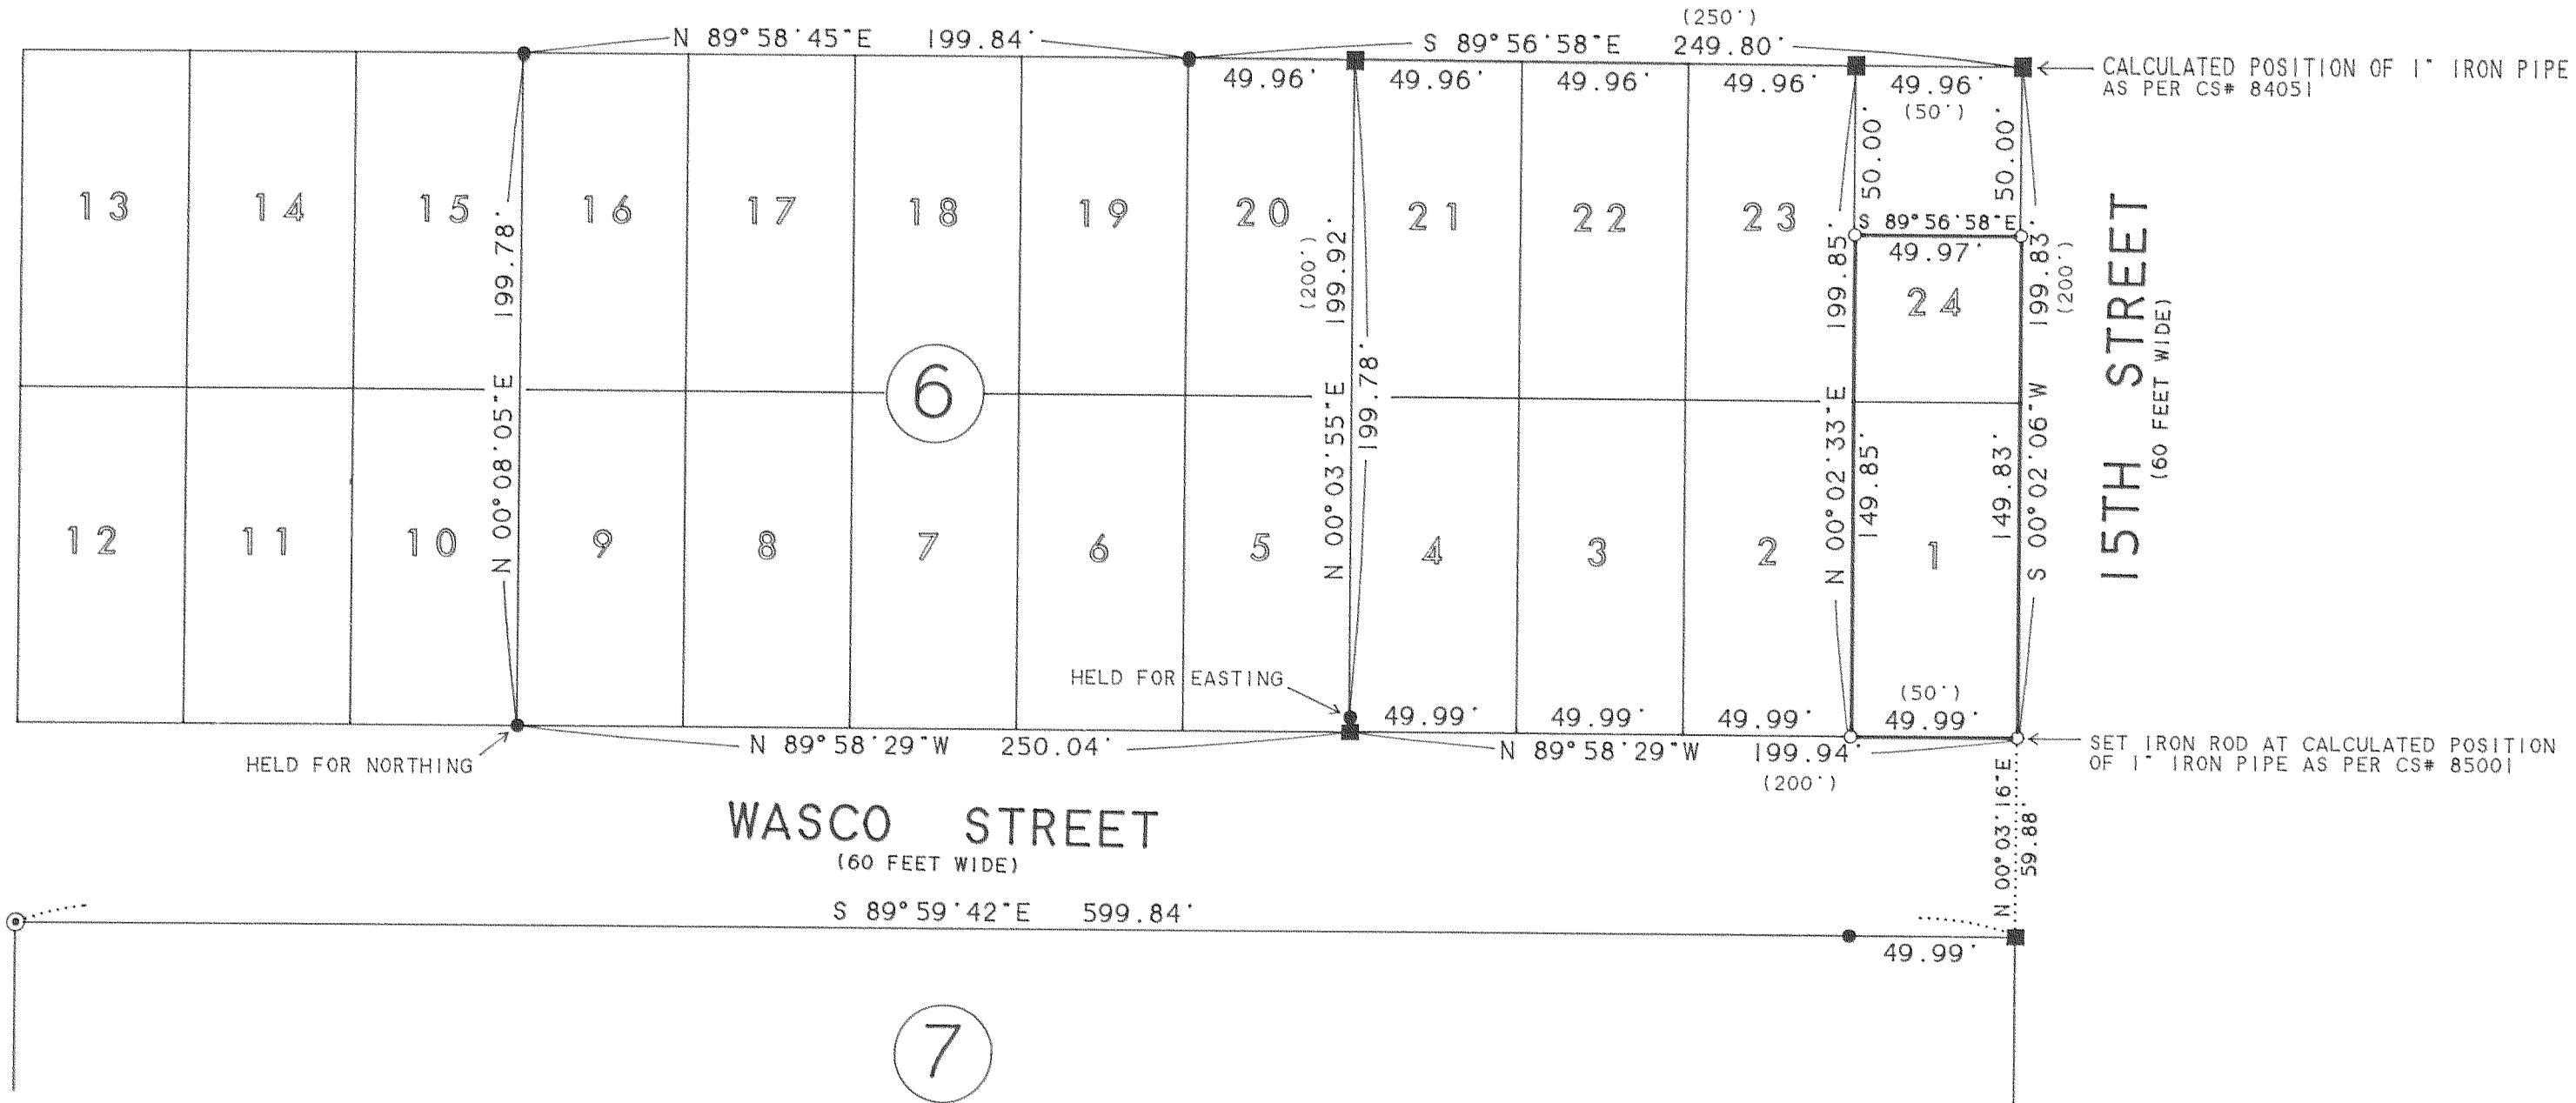 (250')
N 89°58'45"E 199.84'
S 89°56'58"E 249.80'
49.96' 49.96' 49.96' 49.96' 49.96'
(50')
CALCULATED POSITION OF 1" IRON PIPE
AS PER CS# 84051
50.00' 50.00'
13 14 15 16 17 18 19 20 21 22 23
S 89°56'58"E
49.97'
24
N 00°08'05"E 199.78'
(200')
N 00°03'55"E 199.92'
199.78'
N 00°02'33"E 199.85'
149.85'
149.83'
S 00°02'06"W 199.83'
(200')
15TH STREET
(60 FEET WIDE)
6
12 11 10 9 8 7 6 5 4 3 2 1
HELD FOR EASTING
(50')
49.99' 49.99' 49.99' 49.99'
HELD FOR NORTHING
N 89°58'29"W 250.04'
N 89°58'29"W 199.94'
(200')
SET IRON ROD AT CALCULATED POSITION
OF 1" IRON PIPE AS PER CS# 85001
WASCO STREET
(60 FEET WIDE)
N 00°03'16"E
59.88'
S 89°59'42"E 599.84'
49.99'
7